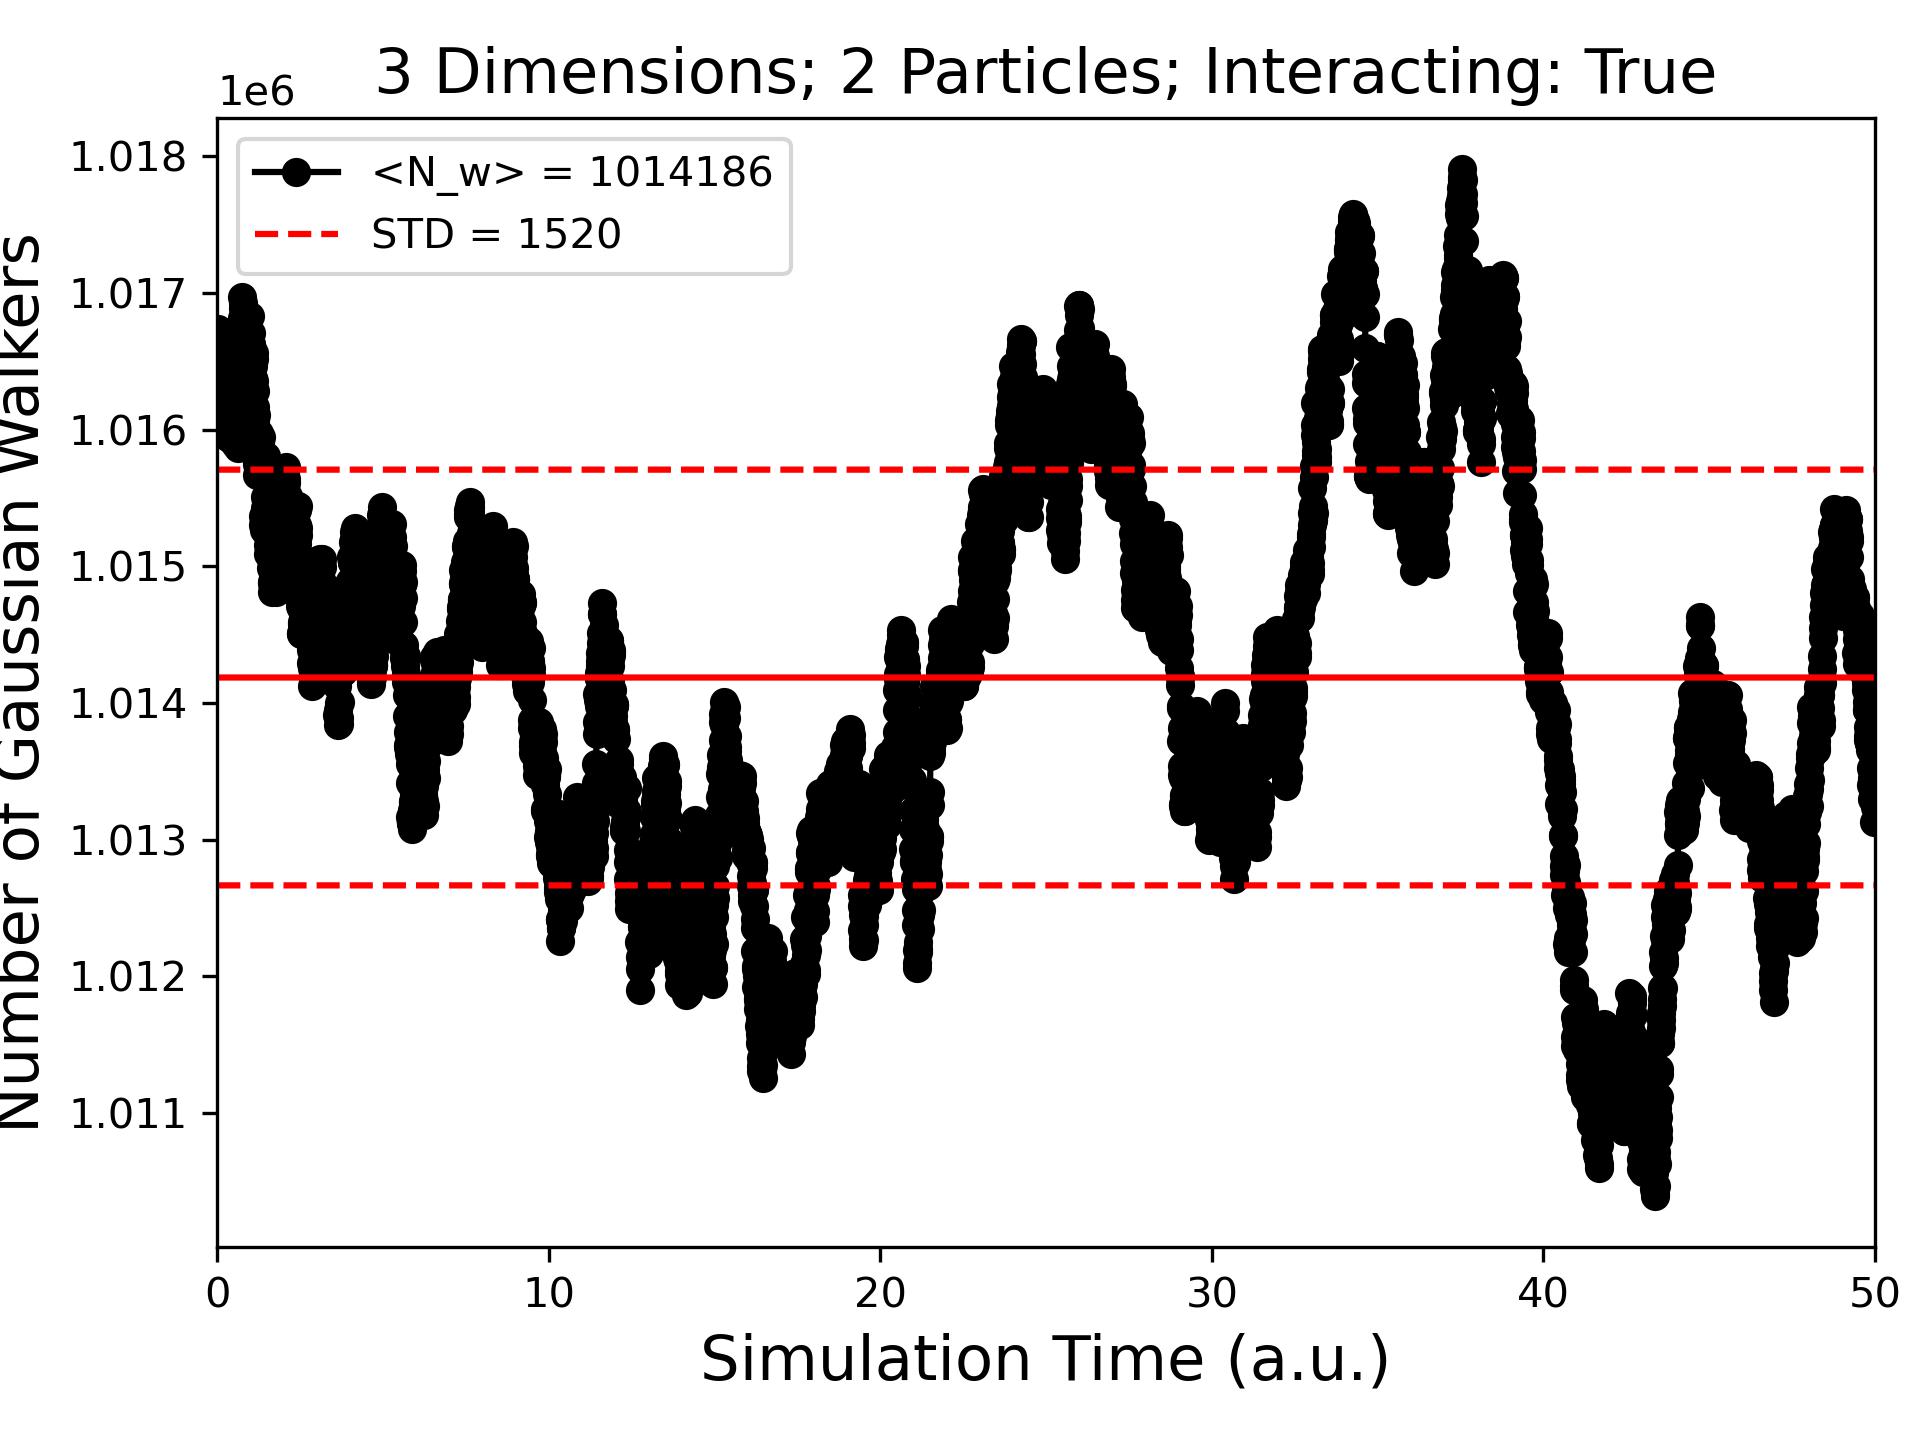 3 Dimensions; 2 Particles; Interacting: True
1e6
<N_w> = 1014186
STD = 1520
Number of Gaussian Walkers
1.018
1.017
1.016
1.015
1.014
1.013
1.012
1.011
0 10 20 30 40 50
Simulation Time (a.u.)